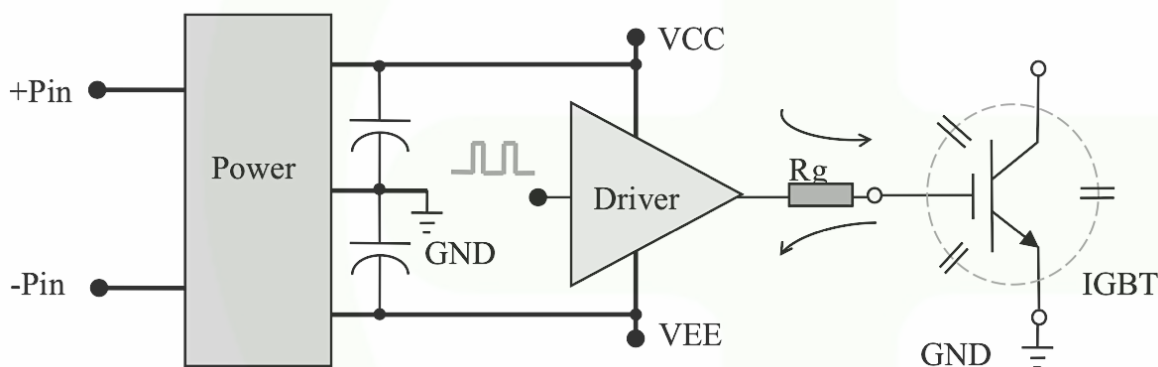 VCC
+Pin
Power
Rg
Driver
GND
-Pin
IGBT
VEE
GND